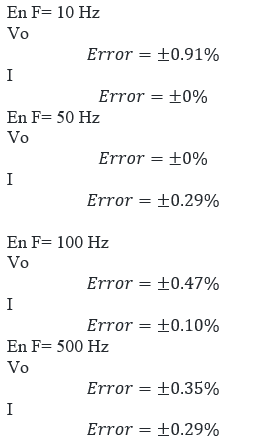 En F= 10 Hz
Vo
Error = ±0.91%
I
Error = ±0%
En F= 50 Hz
Vo
Error = ±0%
I
Error = ±0.29%
En F= 100 Hz
Vo
Error = ±0.47%
I
Error = ±0.10%
En F= 500 Hz
Vo
Error = ±0.35%
I
Error = ±0.29%